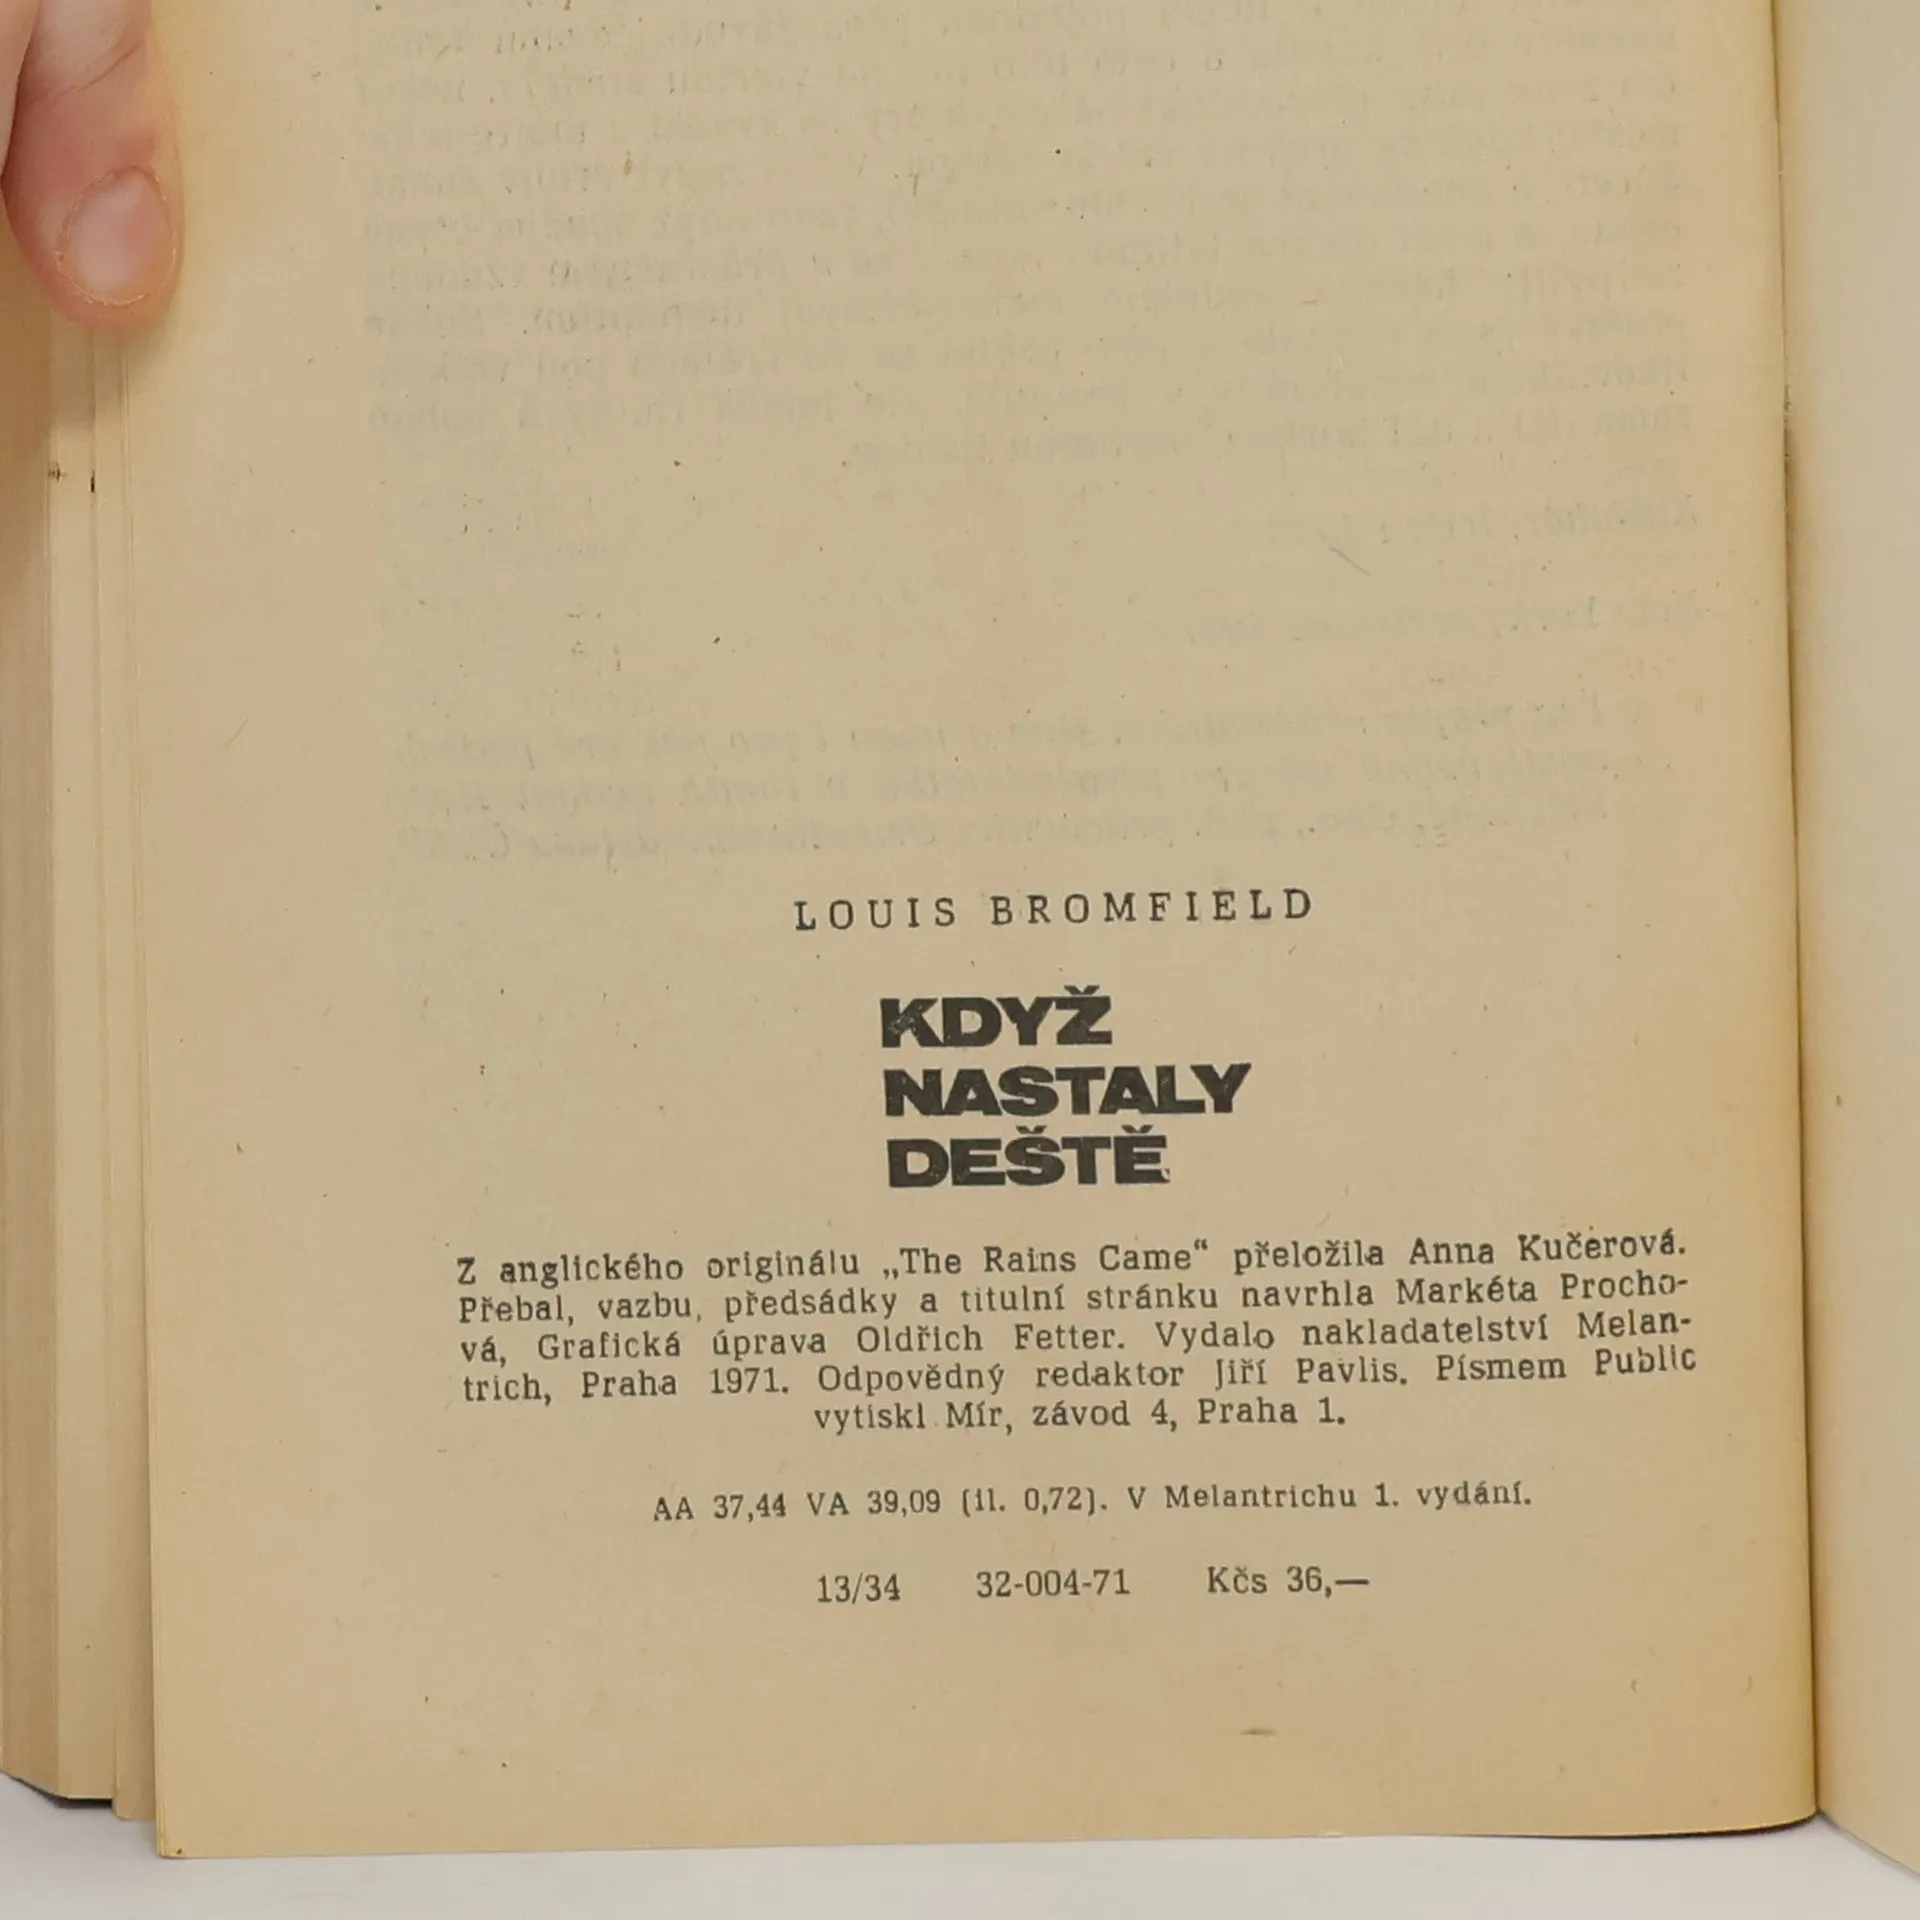 LOUIS BROMFIELD
KDYŽ
NASTALY
DEŠTĚ
Z anglického originálu „The Rains Came“ přeložila Anna Kučerová.
Přebal, vazbu, předsádky a titulní stránku navrhla Markéta Procho-
vá, Grafická úprava Oldřich Fetter. Vydalo nakladatelství Melan-
trich, Praha 1971. Odpovědný redaktor Jiří Pavlis. Písmem Public
vytiskl Mír, závod 4, Praha 1.
AA 37,44 VA 39,09 (il. 0,72). V Melantrichu 1. vydání.
13/34 32-004-71 Kčs 36,—